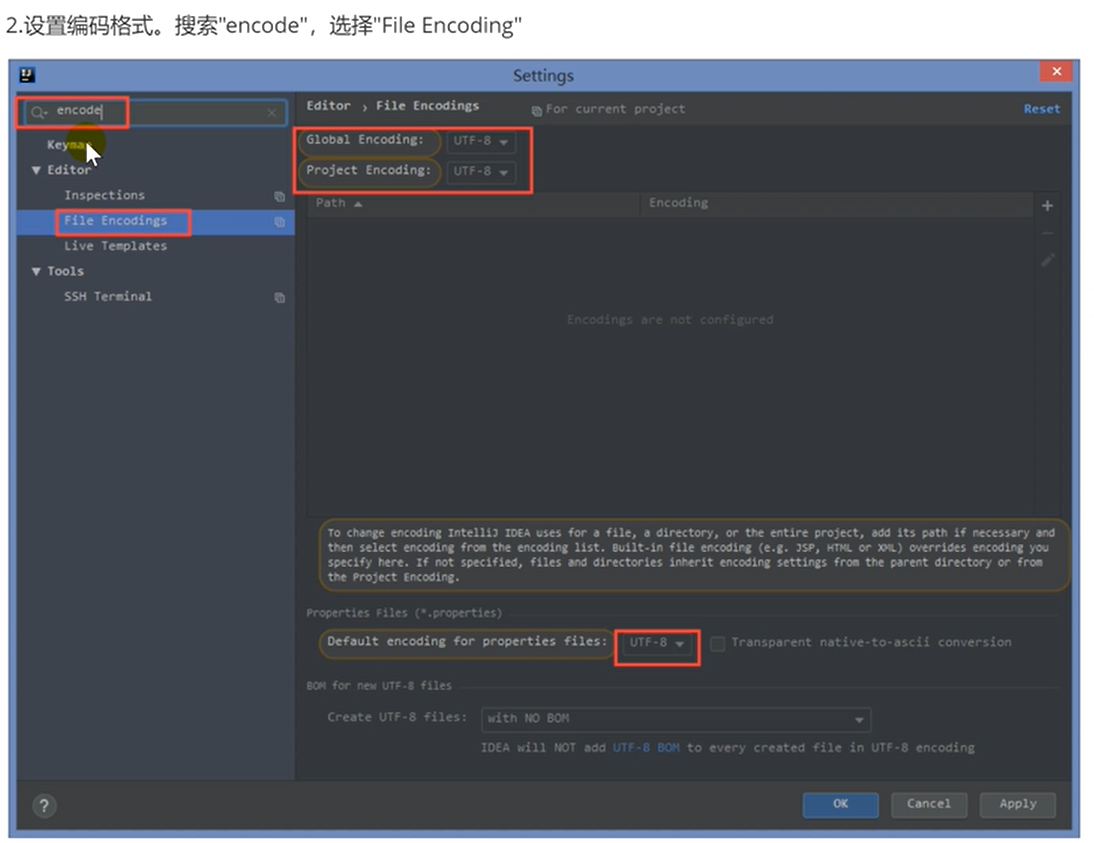 2.设置编码格式。搜索"encode"，选择"File Encoding"
Settings
encode
Editor › File Encodings
For current project
Reset
Keymap
Editor
Inspections
File Encodings
Live Templates
Tools
SSH Terminal
Global Encoding: UTF-8
Project Encoding: UTF-8
Path Encoding
Encodings are not configured
To change encoding IntelliJ IDEA uses for a file, a directory, or the entire project, add its path if necessary and
then select encoding from the encoding list. Built-in file encoding (e.g. JSP, HTML or XML) overrides encoding you
specify here. If not specified, files and directories inherit encoding settings from the parent directory or from
the Project Encoding.
Properties Files (*.properties)
Default encoding for properties files: UTF-8 Transparent native-to-ascii conversion
BOM for new UTF-8 files
Create UTF-8 files: with NO BOM
IDEA will NOT add UTF-8 BOM to every created file in UTF-8 encoding
? OK Cancel Apply